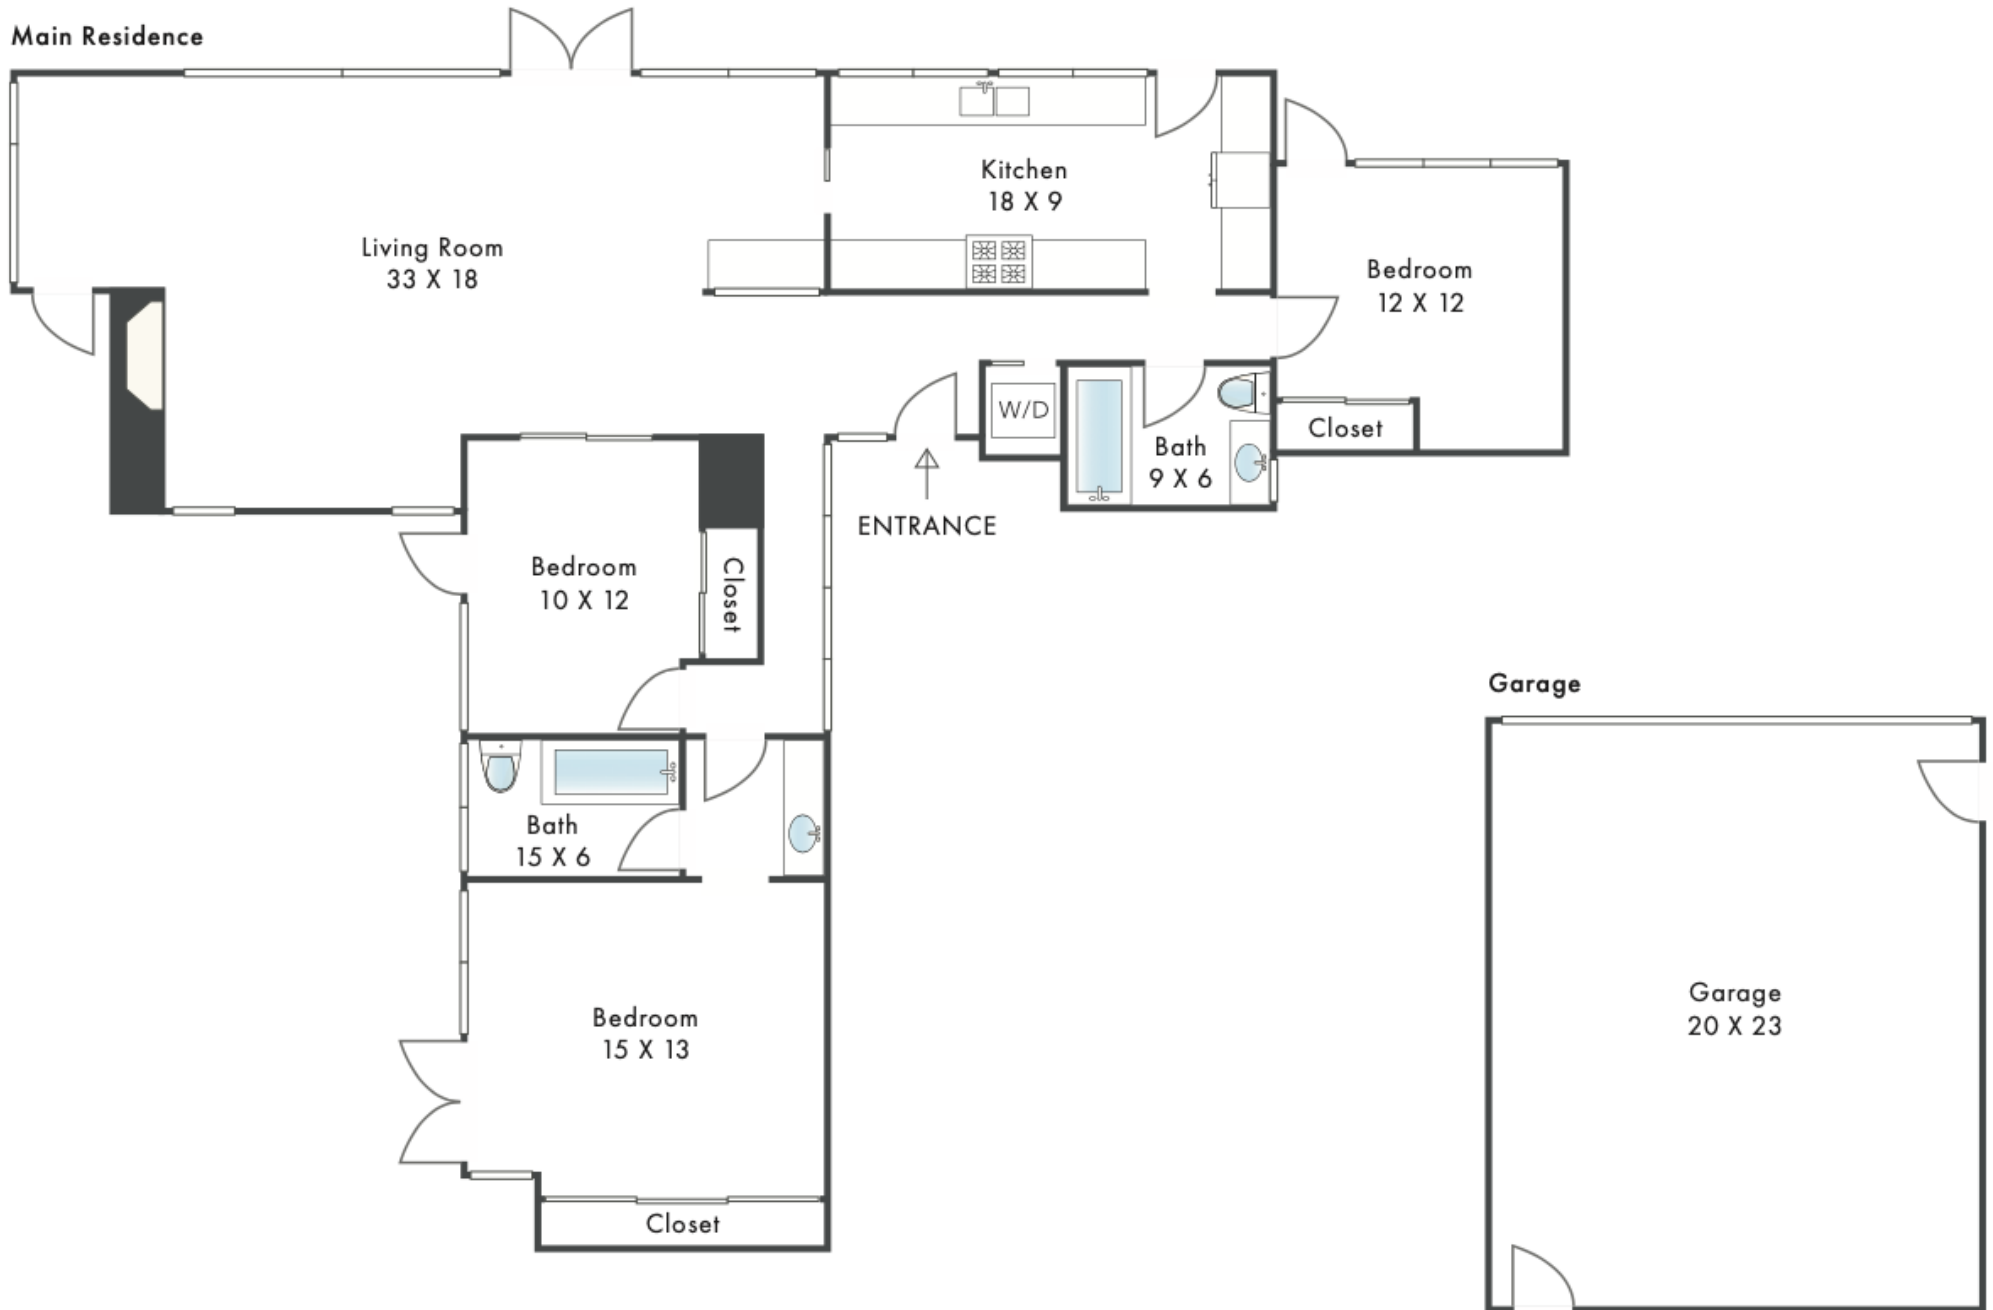 Main Residence
Kitchen
18 X 9
Living Room
33 X 18
Bedroom
12 X 12
W/D
Closet
Bath
9 X 6
ENTRANCE
Bedroom
10 X 12
Closet
Garage
Bath
15 X 6
Garage
20 X 23
Bedroom
15 X 13
Closet